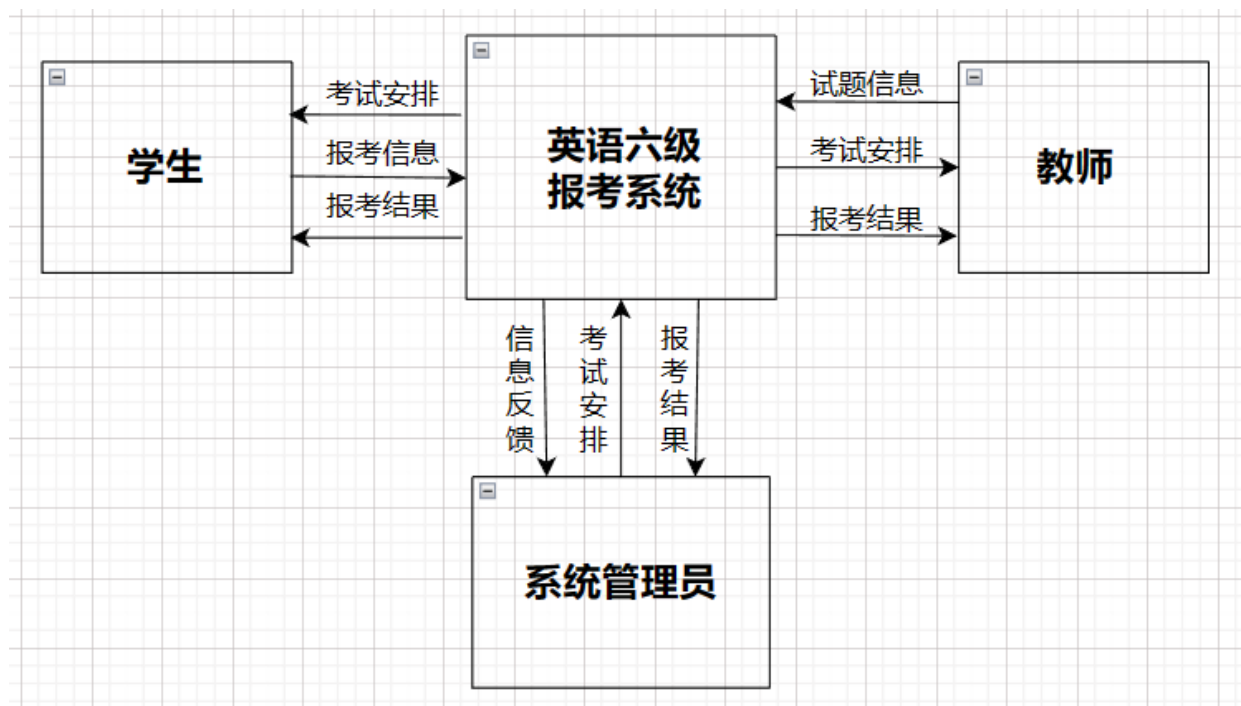 学生
考试安排
报考信息
报考结果
英语六级
报考系统
试题信息
考试安排
报考结果
教师
信息反馈
考试安排
报考结果
系统管理员